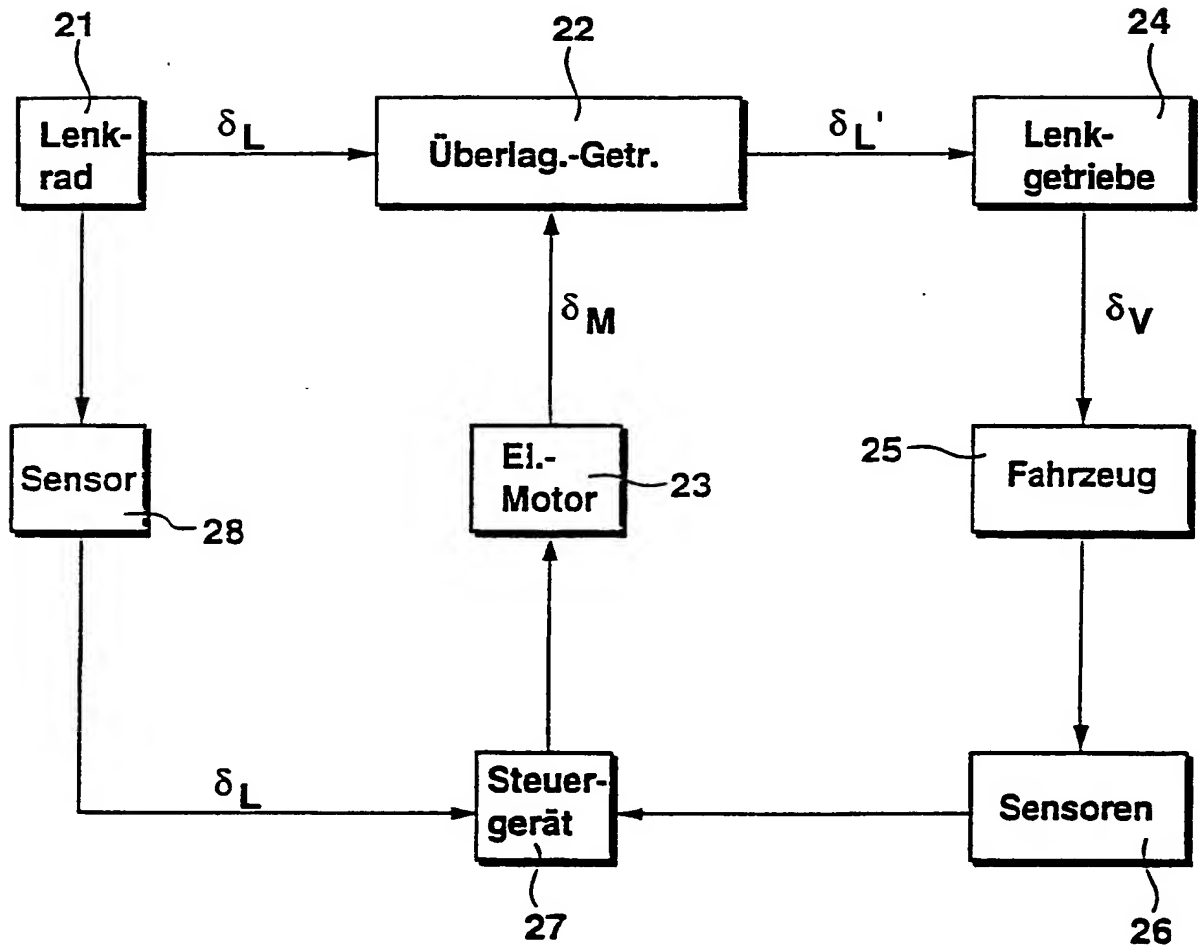 21
22
24
Lenk-
rad
δL
Überlag.-Getr.
δL'
Lenk-
getriebe
δM
δV
Sensor
28
El.-
Motor
23
25
Fahrzeug
δL
Steuer-
gerät
27
Sensoren
26